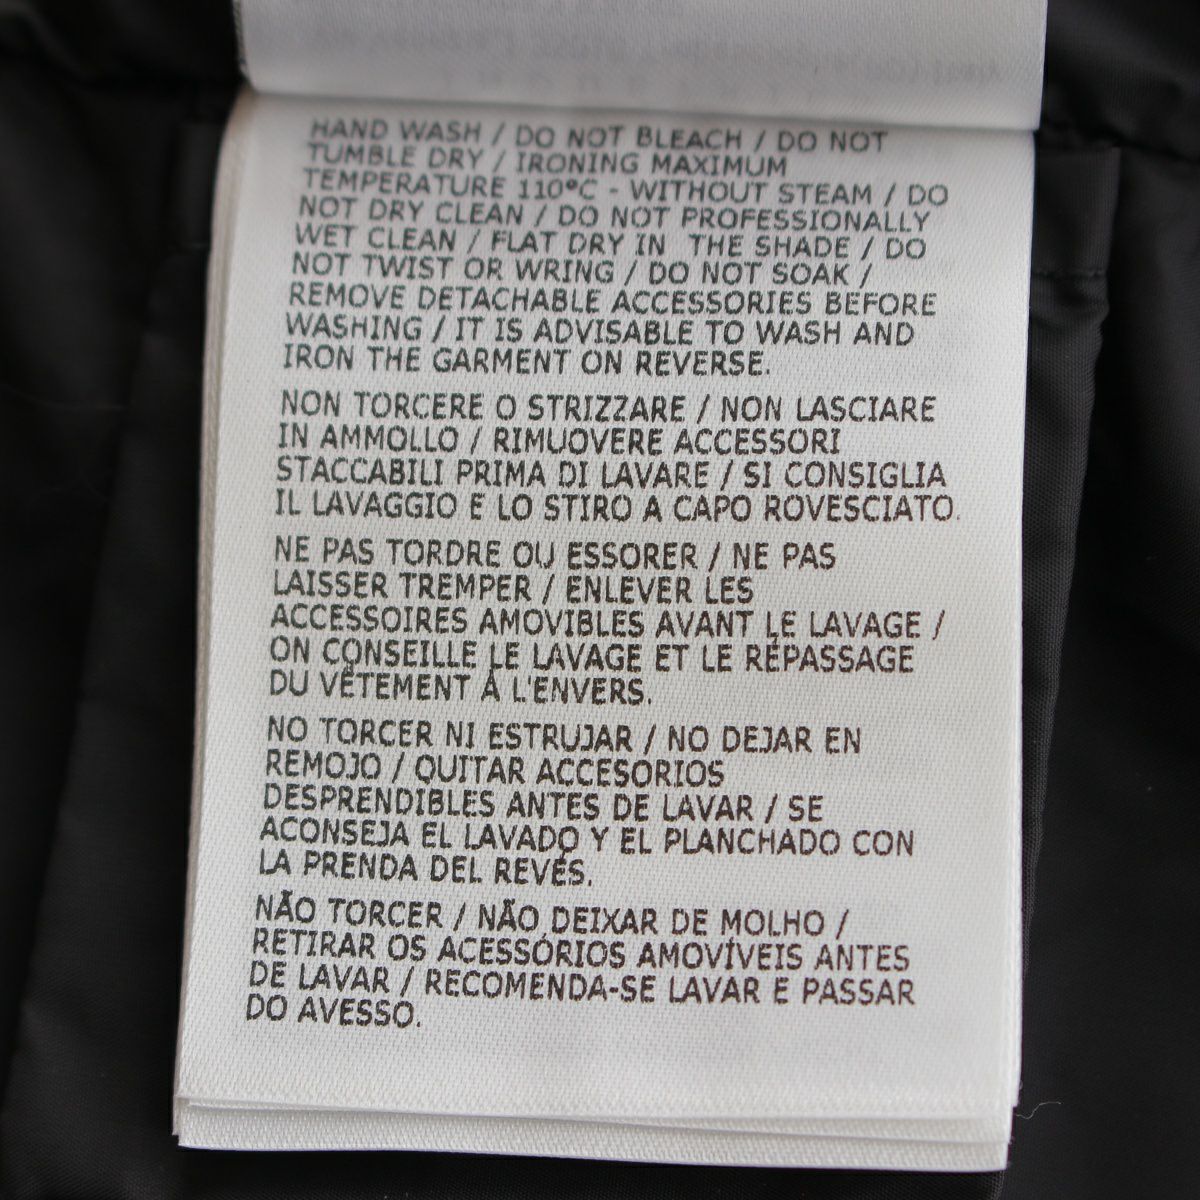 HAND WASH / DO NOT BLEACH / DO NOT
TUMBLE DRY / IRONING MAXIMUM
TEMPERATURE 110°C - WITHOUT STEAM / DO
NOT DRY CLEAN / DO NOT PROFESSIONALLY
WET CLEAN / FLAT DRY IN THE SHADE / DO
NOT TWIST OR WRING / DO NOT SOAK /
REMOVE DETACHABLE ACCESSORIES BEFORE
WASHING / IT IS ADVISABLE TO WASH AND
IRON THE GARMENT ON REVERSE.
NON TORCERE O STRIZZARE / NON LASCIARE
IN AMMOLLO / RIMUOVERE ACCESSORI
STACCABILI PRIMA DI LAVARE / SI CONSIGLIA
IL LAVAGGIO E LO STIRO A CAPO ROVESCIATO.
NE PAS TORDRE OU ESSORER / NE PAS
LAISSER TREMPER / ENLEVER LES
ACCESSOIRES AMOVIBLES AVANT LE LAVAGE /
ON CONSEILLE LE LAVAGE ET LE RÉPASSAGE
DU VÊTEMENT À L'ENVERS.
NO TORCER NI ESTRUJAR / NO DEJAR EN
REMOJO / QUITAR ACCESORIOS
DESPRENDIBLES ANTES DE LAVAR / SE
ACONSEJA EL LAVADO Y EL PLANCHADO CON
LA PRENDA DEL REVÉS.
NÃO TORCER / NÃO DEIXAR DE MOLHO /
RETIRAR OS ACESSÓRIOS AMOVÍVEIS ANTES
DE LAVAR / RECOMENDA-SE LAVAR E PASSAR
DO AVESSO.